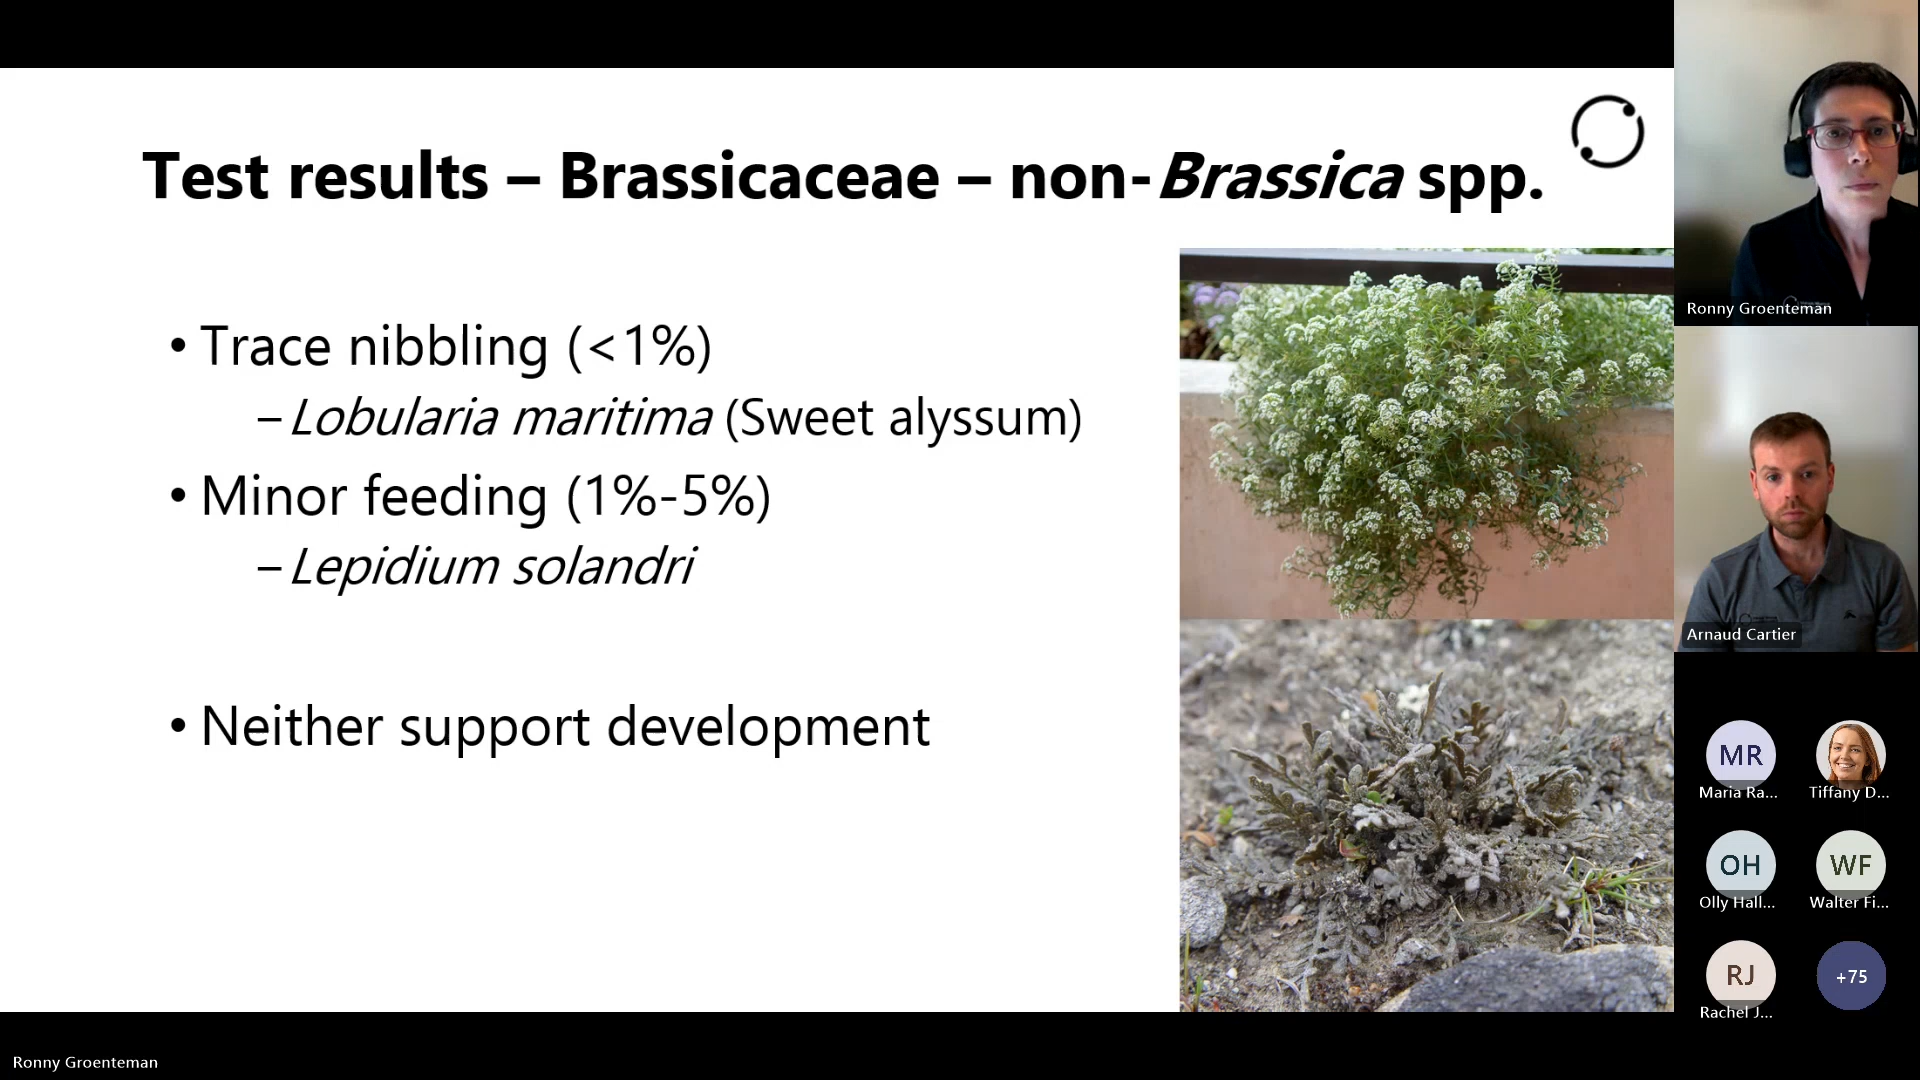 Test results – Brassicaceae – non-Brassica spp.
• Trace nibbling (<1%)
– Lobularia maritima (Sweet alyssum)
• Minor feeding (1%-5%)
– Lepidium solandri
• Neither support development
Ronny Groenteman
Arnaud Cartier
MR
Maria Ra...
Tiffany D...
OH
Olly Hall...
WF
Walter Fi...
RJ
Rachel J...
+75
Ronny Groenteman